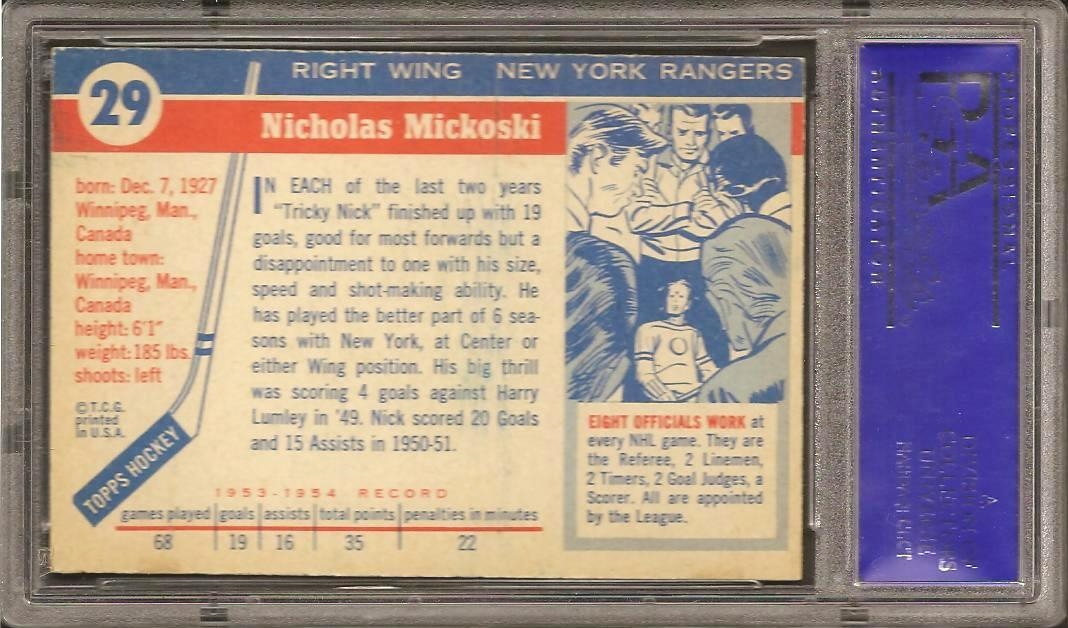 29
RIGHT WING NEW YORK RANGERS
Nicholas Mickoski
born: Dec. 7, 1927
Winnipeg, Man.,
Canada
home town:
Winnipeg, Man.,
Canada
height: 6'1"
weight: 185 lbs.
shoots: left
© T.C.G.
printed
in U.S.A.
TOPPS HOCKEY
IN EACH of the last two years
"Tricky Nick" finished up with 19
goals, good for most forwards but a
disappointment to one with his size,
speed and shot-making ability. He
has played the better part of 6 sea-
sons with New York, at Center or
either Wing position. His big thrill
was scoring 4 goals against Harry
Lumley in '49. Nick scored 20 Goals
and 15 Assists in 1950-51.
1953-1954 RECORD
games played goals assists total points penalties in minutes
68 19 16 35 22
EIGHT OFFICIALS WORK at
every NHL game. They are
the Referee, 2 Linemen,
2 Timers, 2 Goal Judges, a
Scorer. All are appointed
by the League.
PSA